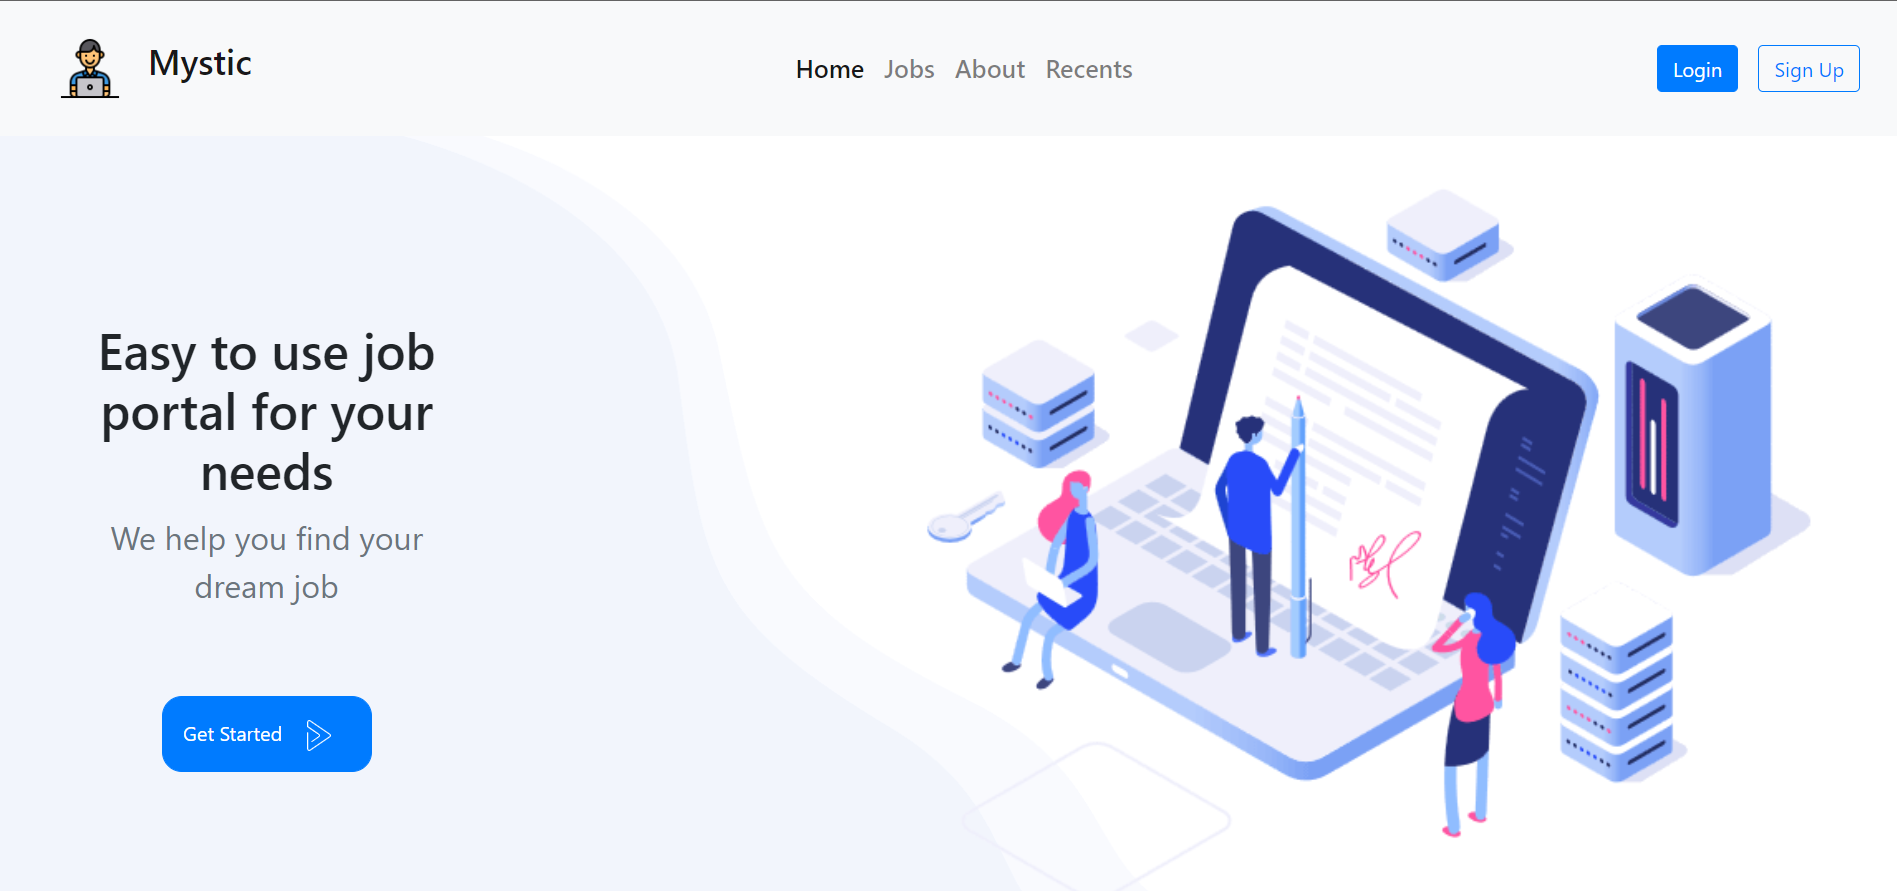 Mystic
Home Jobs About Recents
Login
Sign Up
Easy to use job
portal for your
needs
We help you find your
dream job
Get Started